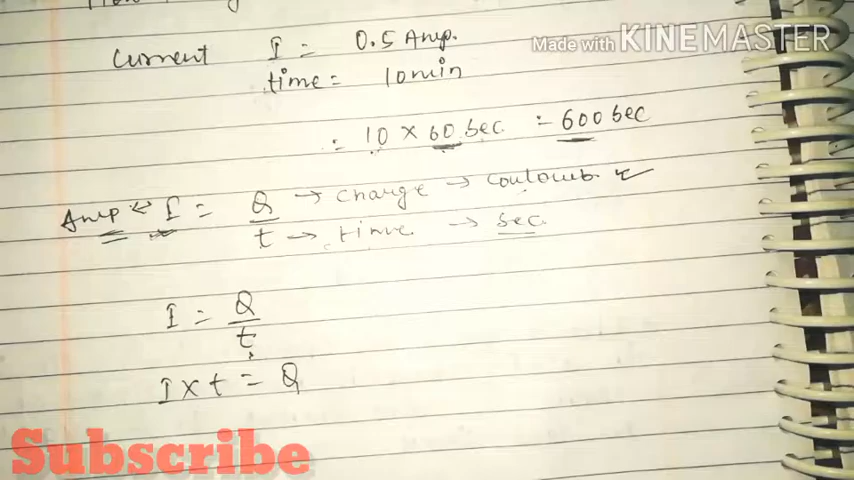 Current I = 0.5 Amp.
Made with KINEMASTER
time = 10min
= 10 × 60 Sec. = 600 Sec
Amp ← I = Q → charge → coulomb.
t → time → Sec.
I = Q
t
I × t = Q
Subscribe